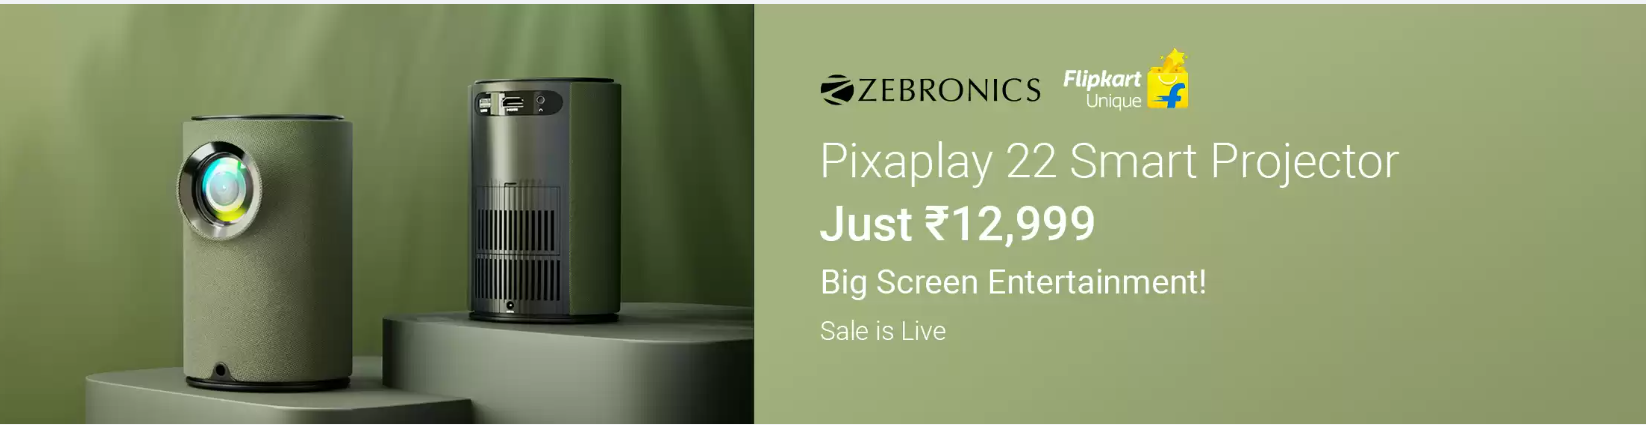 ZEBRONICS Flipkart Unique
Pixaplay 22 Smart Projector
Just ₹12,999
Big Screen Entertainment!
Sale is Live